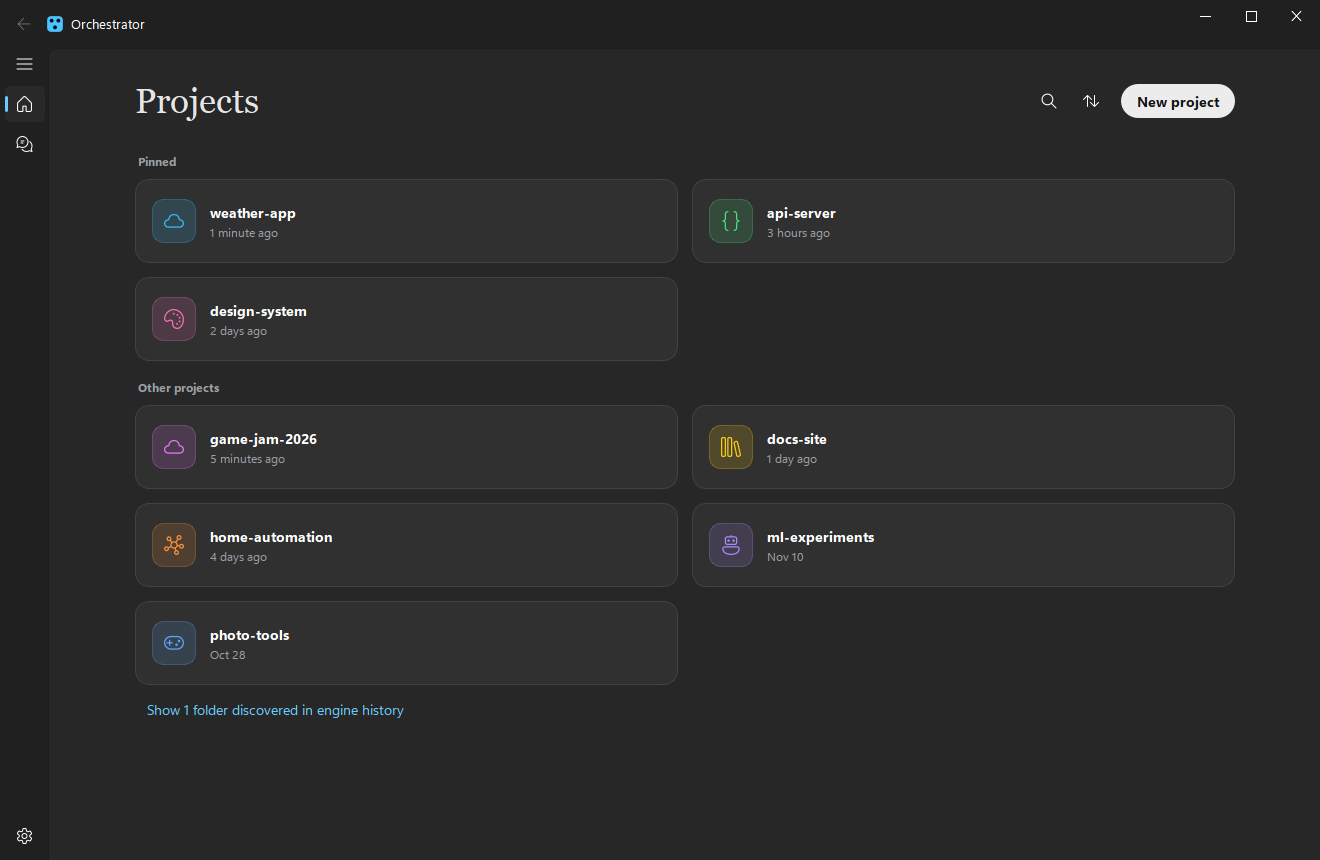 Orchestrator
Projects
New project
Pinned
weather-app
1 minute ago
api-server
3 hours ago
design-system
2 days ago
Other projects
game-jam-2026
5 minutes ago
docs-site
1 day ago
home-automation
4 days ago
ml-experiments
Nov 10
photo-tools
Oct 28
Show 1 folder discovered in engine history